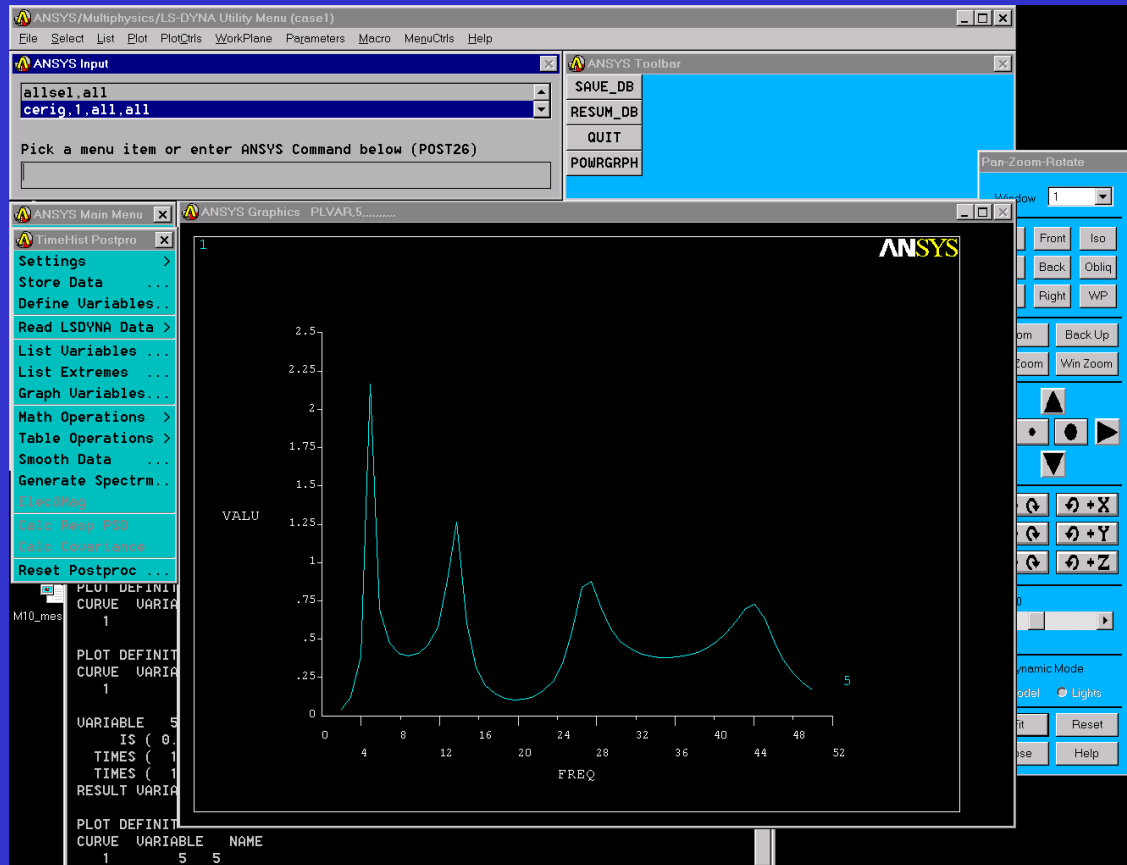 ANSYS/Multiphysics/LS-DYNA Utility Menu (case1)
File Select List Plot PlotCtrls WorkPlane Parameters Macro MenuCtrls Help
ANSYS Input
allsel,all
cerig,1,all,all
Pick a menu item or enter ANSYS Command below (POST26)
ANSYS Toolbar
SAVE_DB
RESUM_DB
QUIT
POWRGRPH
Pan-Zoom-Rotate
Window 1
Front Iso
Back Obliq
Right WP
Back Up
Win Zoom
+X
+Y
+Z
Lights
Reset
Help
ANSYS Main Menu
TimeHist Postpro
Settings >
Store Data ...
Define Variables..
Read LSDYNA Data >
List Variables ...
List Extremes ...
Graph Variables...
Math Operations >
Table Operations >
Smooth Data ...
Generate Spectrm..
Elec&Mag
Calc Resp PSD
Calc Covariance
Reset Postproc ...
ANSYS Graphics PLVAR,5,,,,,,,,,,
1
ANSYS
2.5
2.25
2
1.75
1.5
1.25
1
.75
.5
.25
0
VALU
0 8 16 24 32 40 48
4 12 20 28 36 44 52
FREQ
5
M10_mes
PLOT DEFINIT
CURVE VARIA
1
PLOT DEFINIT
CURVE VARIA
1
VARIABLE 5
IS ( 0.
TIMES ( 1
TIMES ( 1
RESULT VARIA
PLOT DEFINIT
CURVE VARIABLE NAME
1 5 5